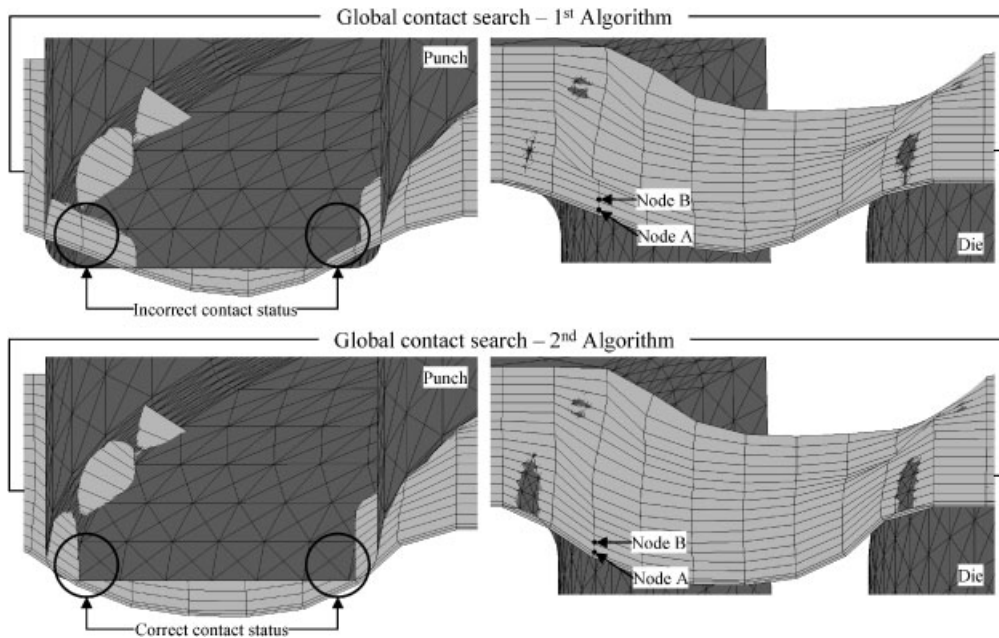 Global contact search – 1st Algorithm
Punch
Node B
Node A
Die
Incorrect contact status
Global contact search – 2nd Algorithm
Punch
Node B
Node A
Die
Correct contact status